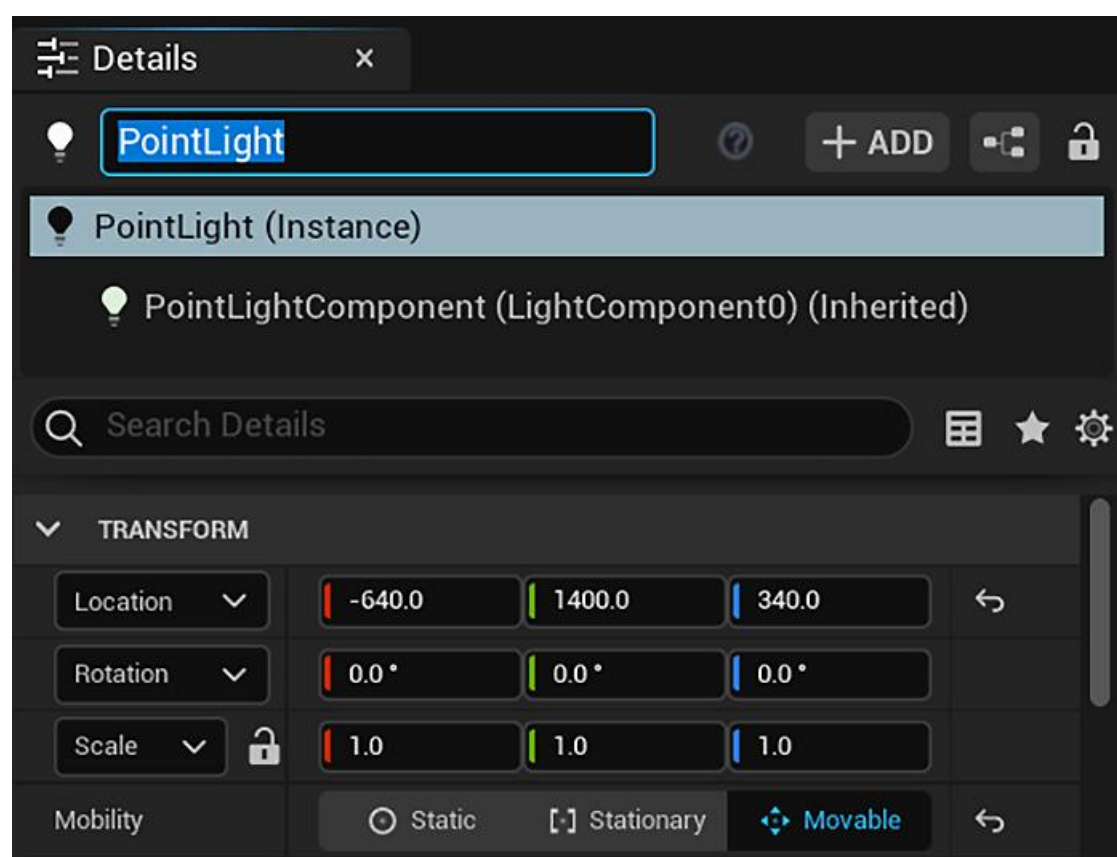 Details
PointLight + ADD
PointLight (Instance)
PointLightComponent (LightComponent0) (Inherited)
Search Details
TRANSFORM
Location -640.0 1400.0 340.0
Rotation 0.0° 0.0° 0.0°
Scale 1.0 1.0 1.0
Mobility Static Stationary Movable